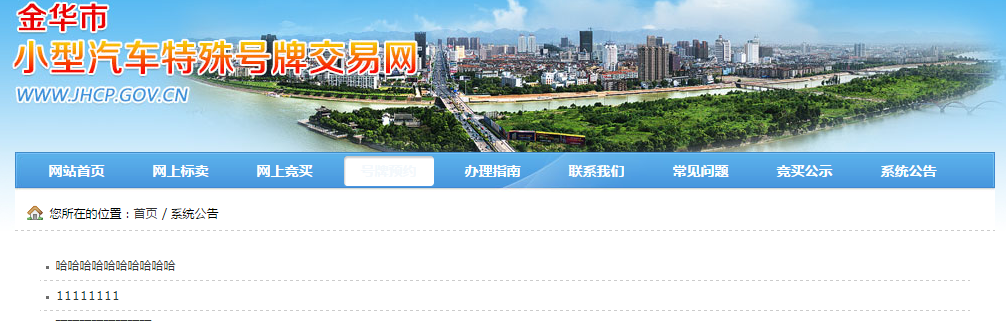 金华市
小型汽车特殊号牌交易网
WWW.JHCP.GOV.CN
网站首页 网上标卖 网上竞买 办理指南 联系我们 常见问题 竞买公示 系统公告
您所在的位置：首页 / 系统公告
哈哈哈哈哈哈哈哈哈哈
11111111